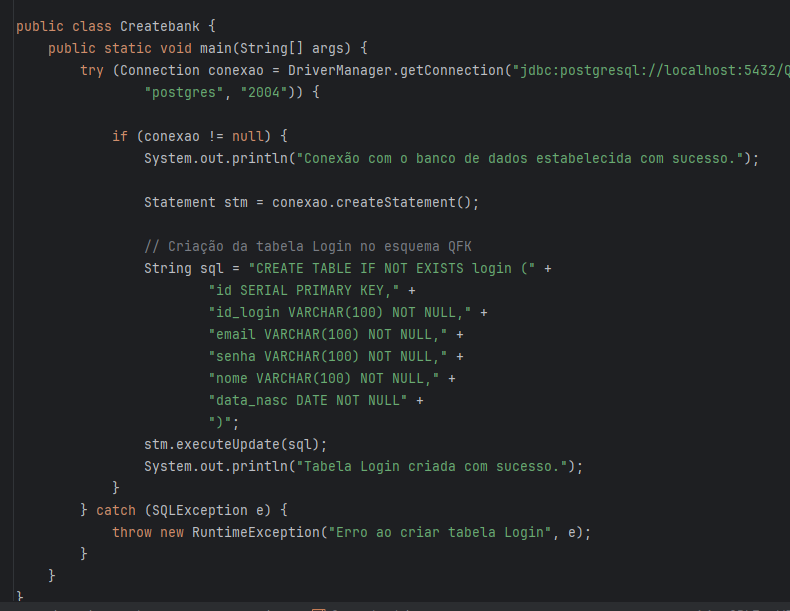 public class Createbank {
    public static void main(String[] args) {
        try (Connection conexao = DriverManager.getConnection("jdbc:postgresql://localhost:5432/Q
                "postgres", "2004")) {
            if (conexao != null) {
                System.out.println("Conexão com o banco de dados estabelecida com sucesso.");
                Statement stm = conexao.createStatement();
                // Criação da tabela Login no esquema QFK
                String sql = "CREATE TABLE IF NOT EXISTS login (" +
                        "id SERIAL PRIMARY KEY," +
                        "id_login VARCHAR(100) NOT NULL," +
                        "email VARCHAR(100) NOT NULL," +
                        "senha VARCHAR(100) NOT NULL," +
                        "nome VARCHAR(100) NOT NULL," +
                        "data_nasc DATE NOT NULL" +
                        ")";
                stm.executeUpdate(sql);
                System.out.println("Tabela Login criada com sucesso.");
            }
        } catch (SQLException e) {
            throw new RuntimeException("Erro ao criar tabela Login", e);
        }
    }
}